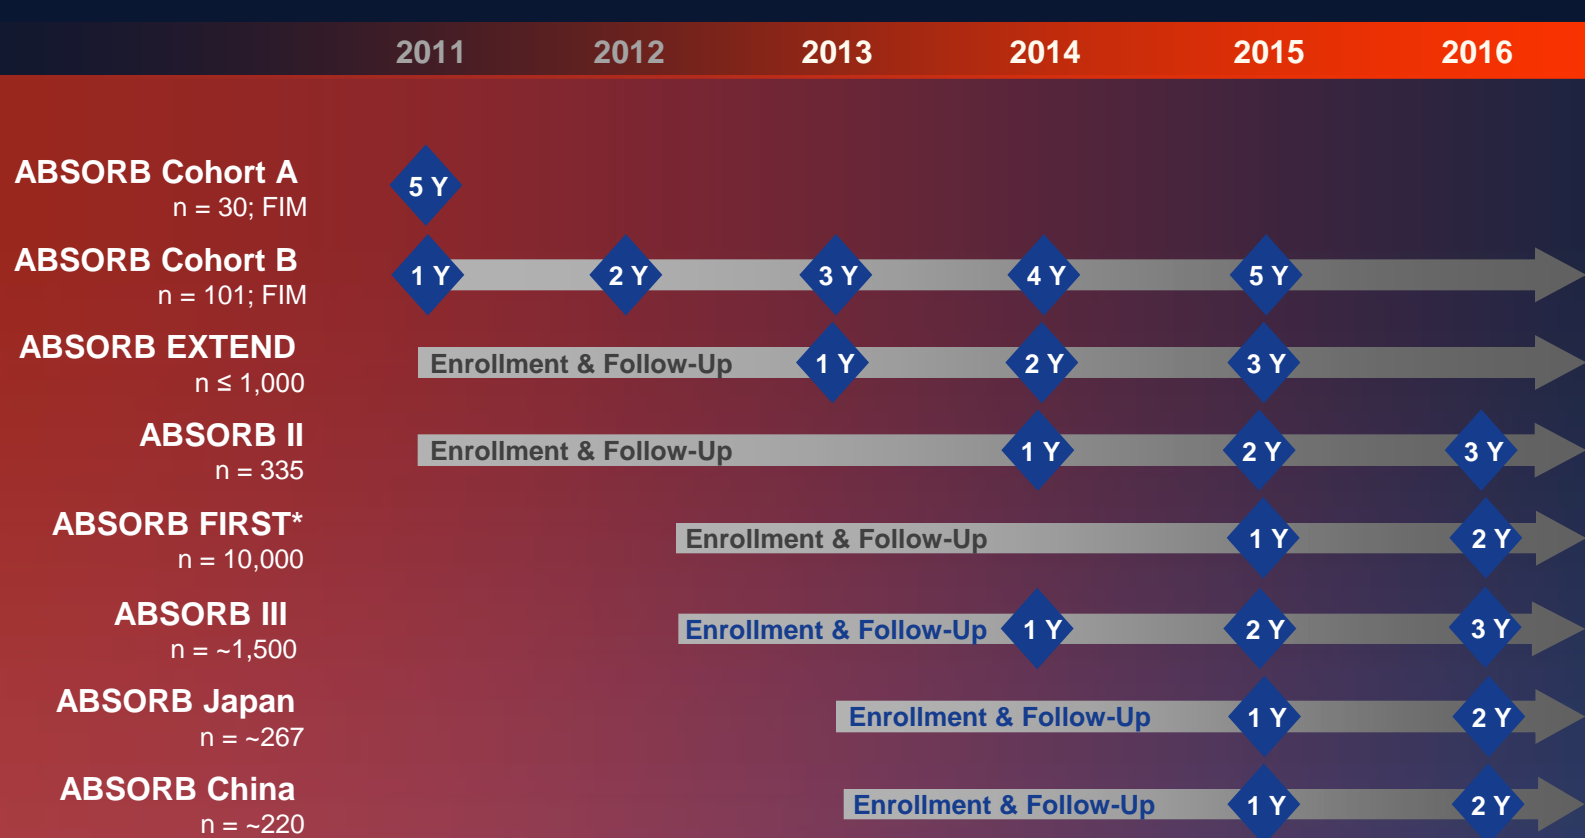 2011 2012 2013 2014 2015 2016
ABSORB Cohort A
n = 30; FIM
5 Y
ABSORB Cohort B
n = 101; FIM
1 Y 2 Y 3 Y 4 Y 5 Y
ABSORB EXTEND
n ≤ 1,000
Enrollment & Follow-Up 1 Y 2 Y 3 Y
ABSORB II
n = 335
Enrollment & Follow-Up 1 Y 2 Y 3 Y
ABSORB FIRST*
n = 10,000
Enrollment & Follow-Up 1 Y 2 Y
ABSORB III
n = ~1,500
Enrollment & Follow-Up 1 Y 2 Y 3 Y
ABSORB Japan
n = ~267
Enrollment & Follow-Up 1 Y 2 Y
ABSORB China
n = ~220
Enrollment & Follow-Up 1 Y 2 Y